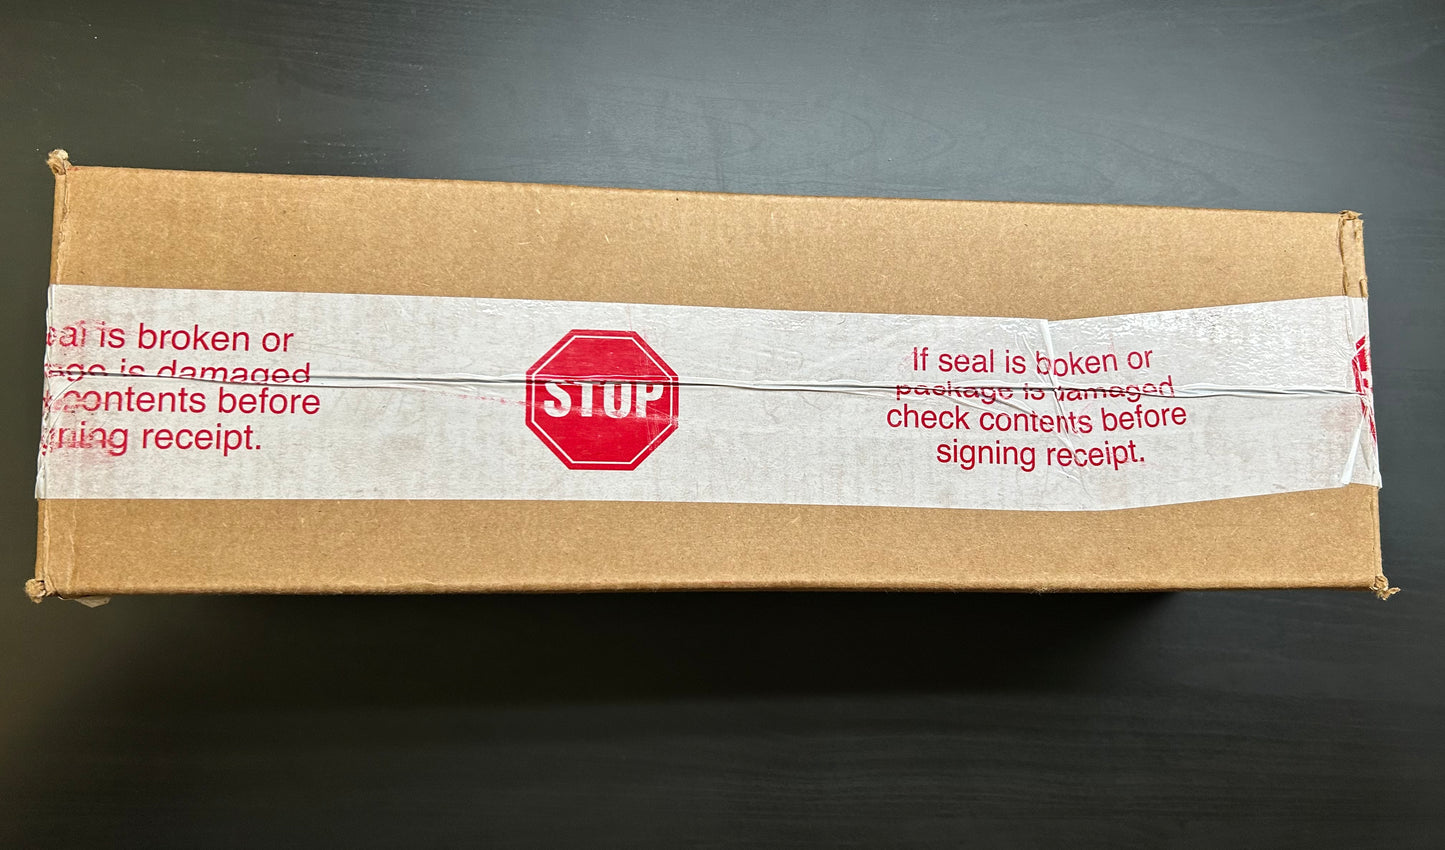 is broken or
is damaged
contents before
receipt.
STOP
If seal is boken or
package is damaged
check contents before
signing receipt.